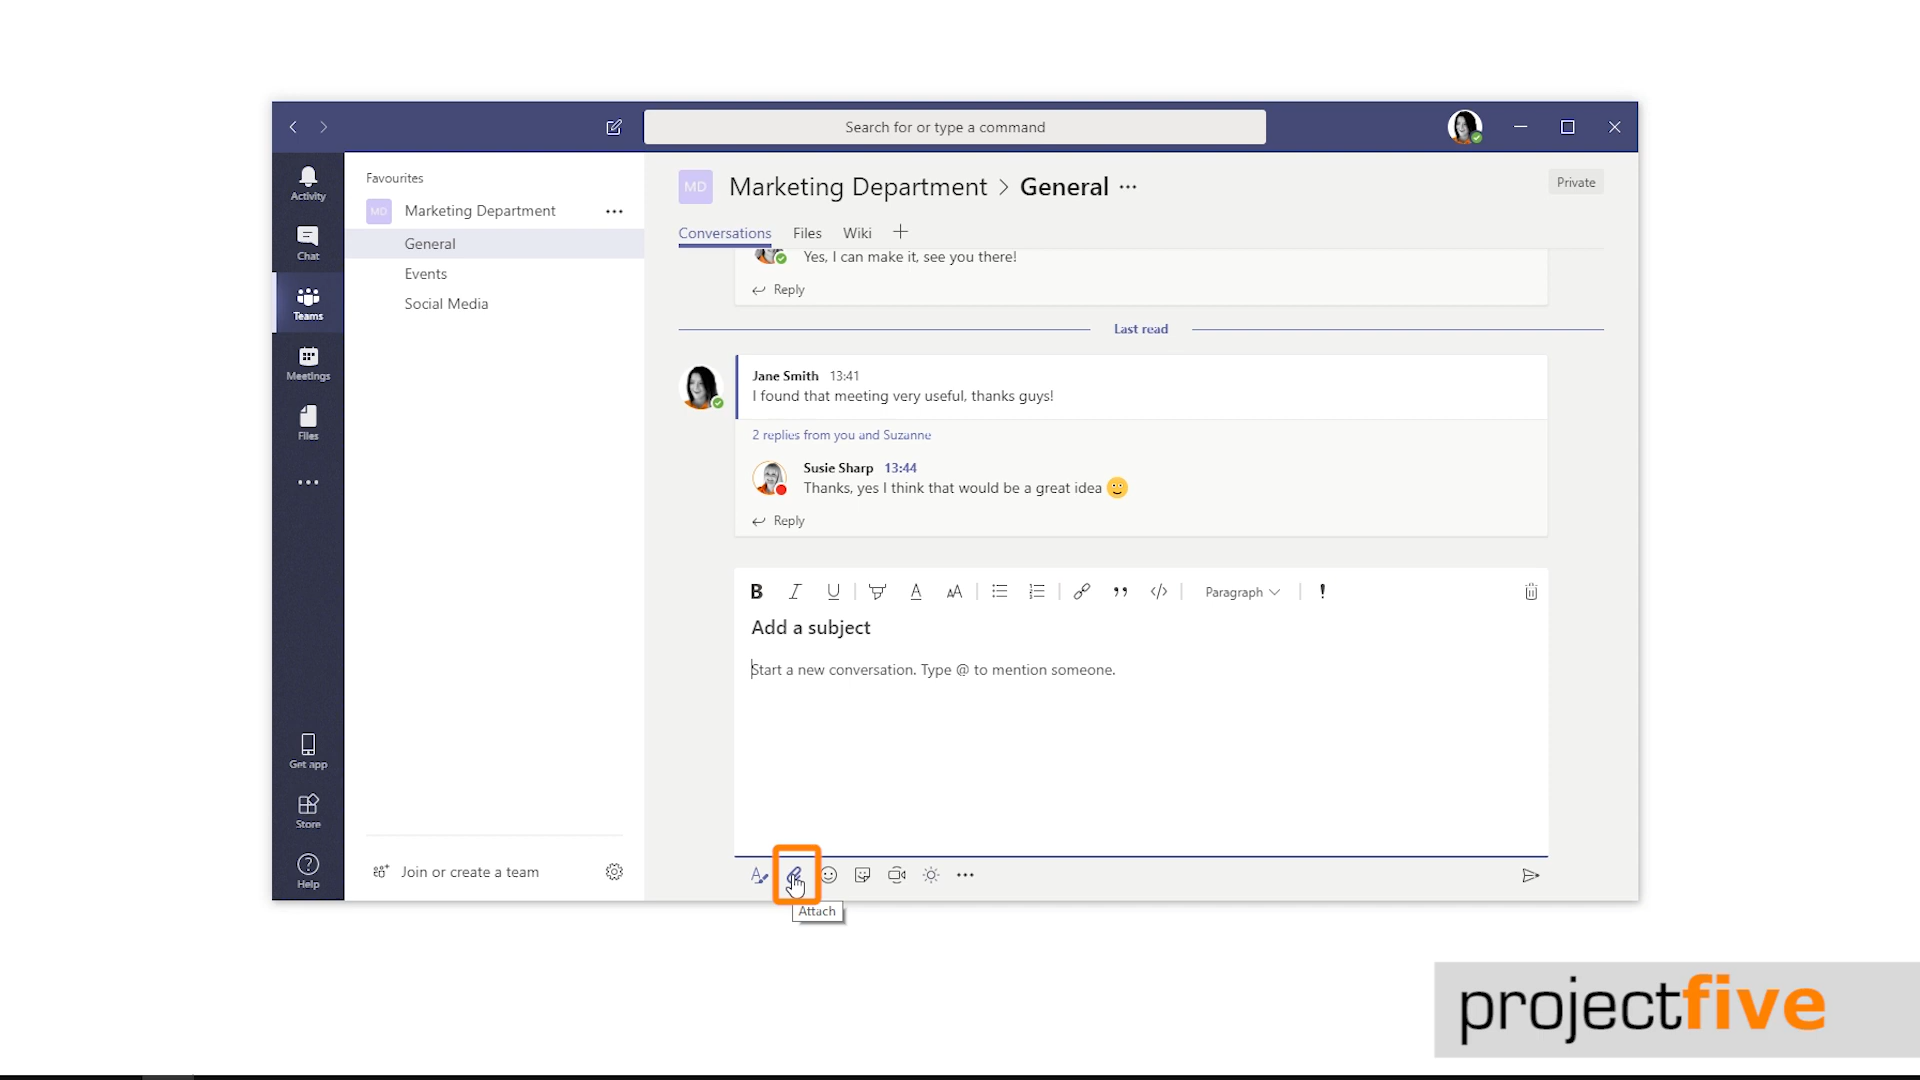 Search for or type a command
Activity
Chat
Teams
Meetings
Files
Get app
Store
Help
Favourites
MD Marketing Department
General
Events
Social Media
Join or create a team
MD Marketing Department > General
Private
Conversations Files Wiki
Yes, I can make it, see you there!
Reply
Last read
Jane Smith 13:41
I found that meeting very useful, thanks guys!
2 replies from you and Suzanne
Susie Sharp 13:44
Thanks, yes I think that would be a great idea
Reply
B I U A AA Paragraph !
Add a subject
Start a new conversation. Type @ to mention someone.
Attach
projectfive